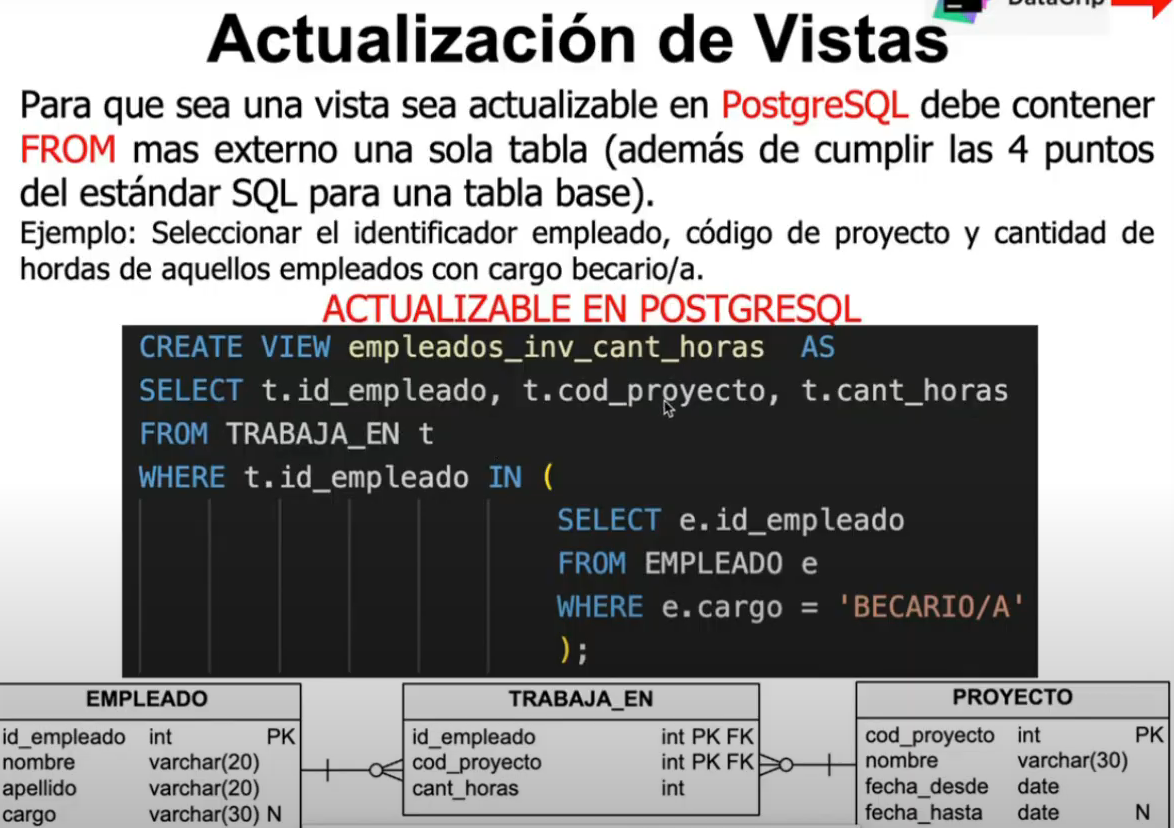 DataGrip
Actualización de Vistas
Para que sea una vista sea actualizable en PostgreSQL debe contener
FROM mas externo una sola tabla (además de cumplir las 4 puntos
del estándar SQL para una tabla base).
Ejemplo: Seleccionar el identificador empleado, código de proyecto y cantidad de
hordas de aquellos empleados con cargo becario/a.
ACTUALIZABLE EN POSTGRESQL
CREATE VIEW empleados_inv_cant_horas AS
SELECT t.id_empleado, t.cod_proyecto, t.cant_horas
FROM TRABAJA_EN t
WHERE t.id_empleado IN (
SELECT e.id_empleado
FROM EMPLEADO e
WHERE e.cargo = 'BECARIO/A'
);
EMPLEADO
id_empleado int PK
nombre varchar(20)
apellido varchar(20)
cargo varchar(30) N
TRABAJA_EN
id_empleado int PK FK
cod_proyecto int PK FK
cant_horas int
PROYECTO
cod_proyecto int PK
nombre varchar(30)
fecha_desde date
fecha_hasta date N